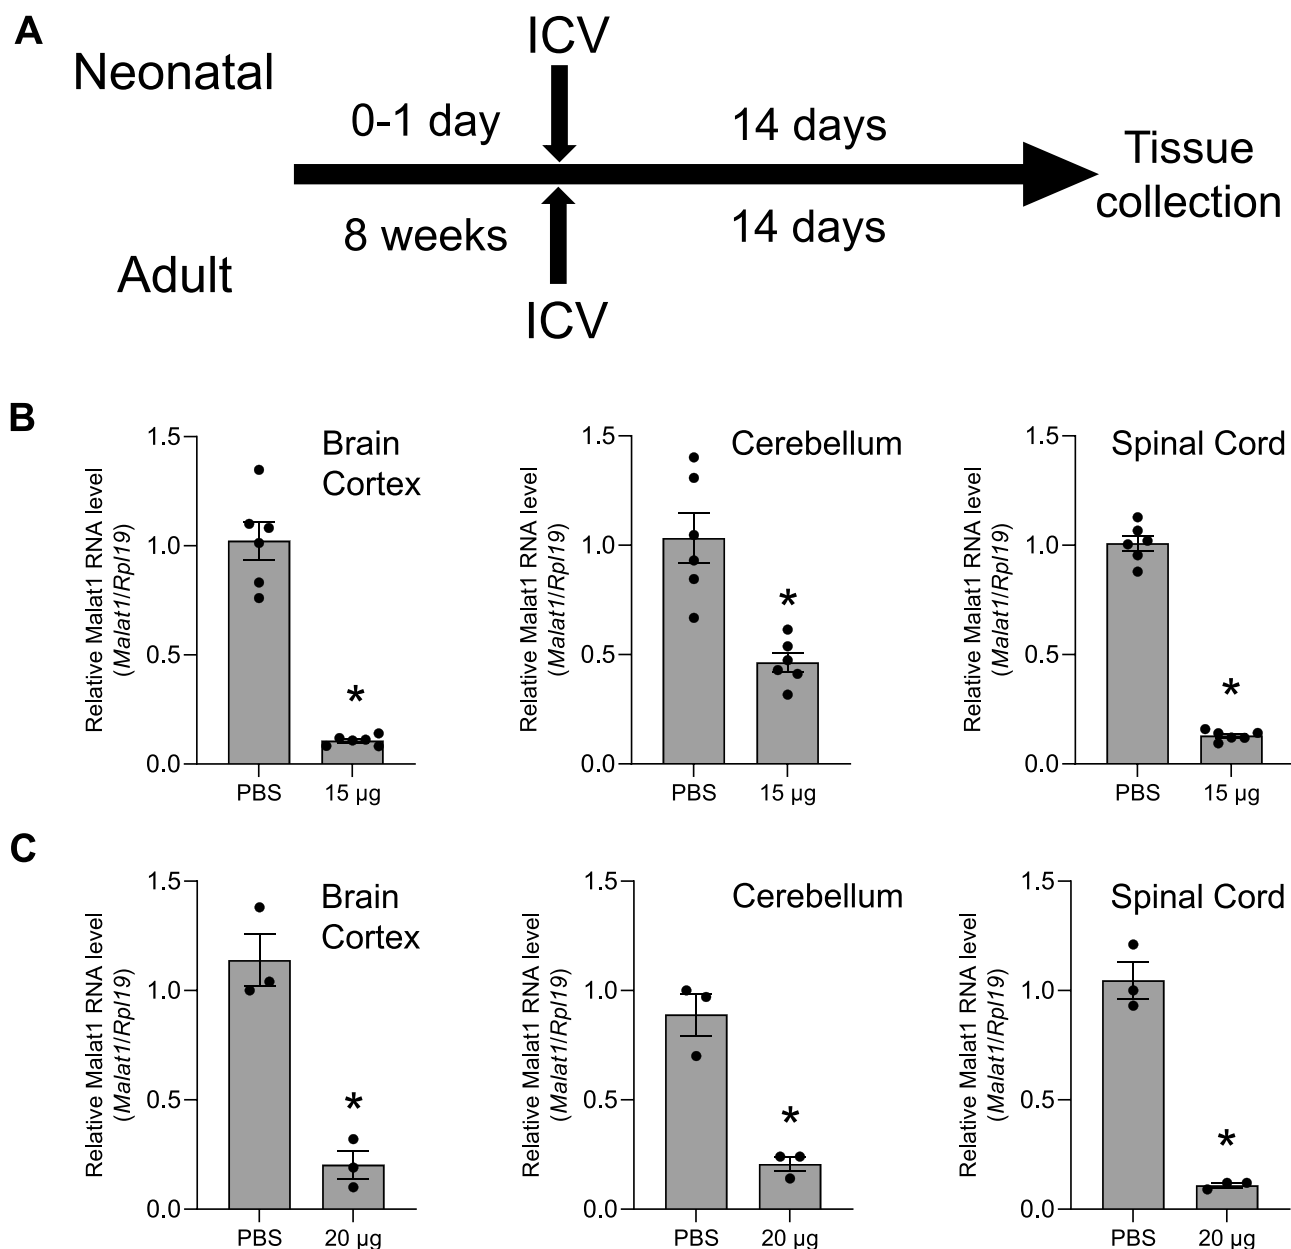 A
Neonatal
ICV
0-1 day
14 days
Tissue
collection
8 weeks
14 days
Adult
ICV
B
Relative Malat1 RNA level
(Malat1/Rpl19)
1.5
1.0
0.5
0.0
Brain
Cortex
*
PBS
15 µg
Relative Malat1 RNA level
(Malat1/Rpl19)
1.5
1.0
0.5
0.0
Cerebellum
*
PBS
15 µg
Relative Malat1 RNA level
(Malat1/Rpl19)
1.5
1.0
0.5
0.0
Spinal Cord
*
PBS
15 µg
C
Relative Malat1 RNA level
(Malat1/Rpl19)
1.5
1.0
0.5
0.0
Brain
Cortex
*
PBS
20 µg
Relative Malat1 RNA level
(Malat1/Rpl19)
1.5
1.0
0.5
0.0
Cerebellum
*
PBS
20 µg
Relative Malat1 RNA level
(Malat1/Rpl19)
1.5
1.0
0.5
0.0
Spinal Cord
*
PBS
20 µg